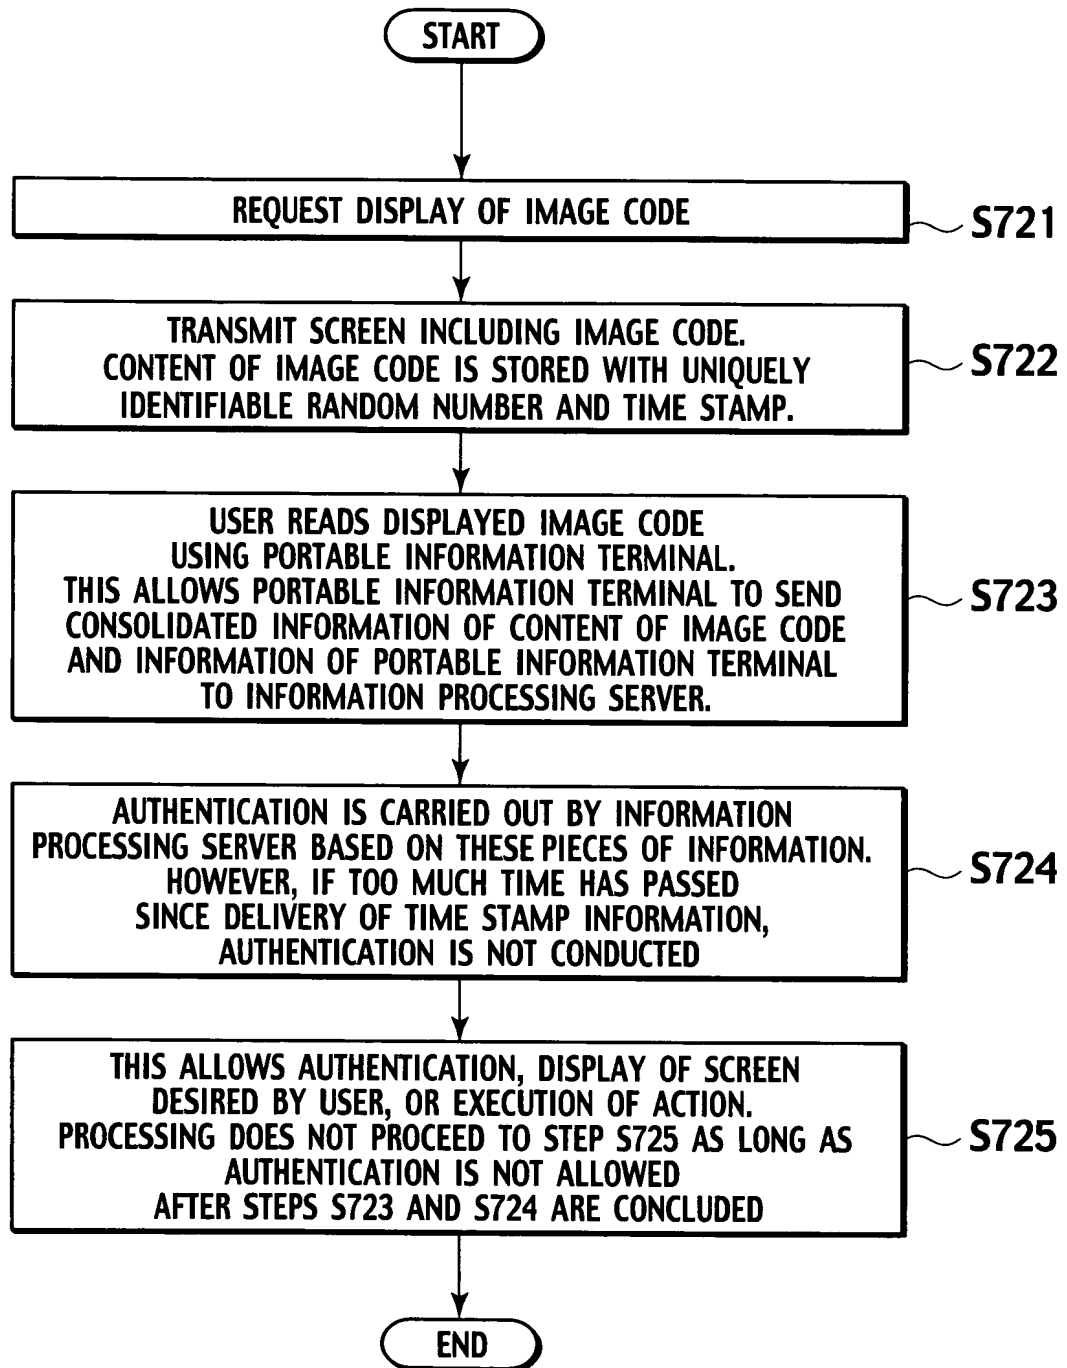 START
REQUEST DISPLAY OF IMAGE CODE
S721
TRANSMIT SCREEN INCLUDING IMAGE CODE.
CONTENT OF IMAGE CODE IS STORED WITH UNIQUELY
IDENTIFIABLE RANDOM NUMBER AND TIME STAMP.
S722
USER READS DISPLAYED IMAGE CODE
USING PORTABLE INFORMATION TERMINAL.
THIS ALLOWS PORTABLE INFORMATION TERMINAL TO SEND
CONSOLIDATED INFORMATION OF CONTENT OF IMAGE CODE
AND INFORMATION OF PORTABLE INFORMATION TERMINAL
TO INFORMATION PROCESSING SERVER.
S723
AUTHENTICATION IS CARRIED OUT BY INFORMATION
PROCESSING SERVER BASED ON THESE PIECES OF INFORMATION.
HOWEVER, IF TOO MUCH TIME HAS PASSED
SINCE DELIVERY OF TIME STAMP INFORMATION,
AUTHENTICATION IS NOT CONDUCTED
S724
THIS ALLOWS AUTHENTICATION, DISPLAY OF SCREEN
DESIRED BY USER, OR EXECUTION OF ACTION.
PROCESSING DOES NOT PROCEED TO STEP S725 AS LONG AS
AUTHENTICATION IS NOT ALLOWED
AFTER STEPS S723 AND S724 ARE CONCLUDED
S725
END